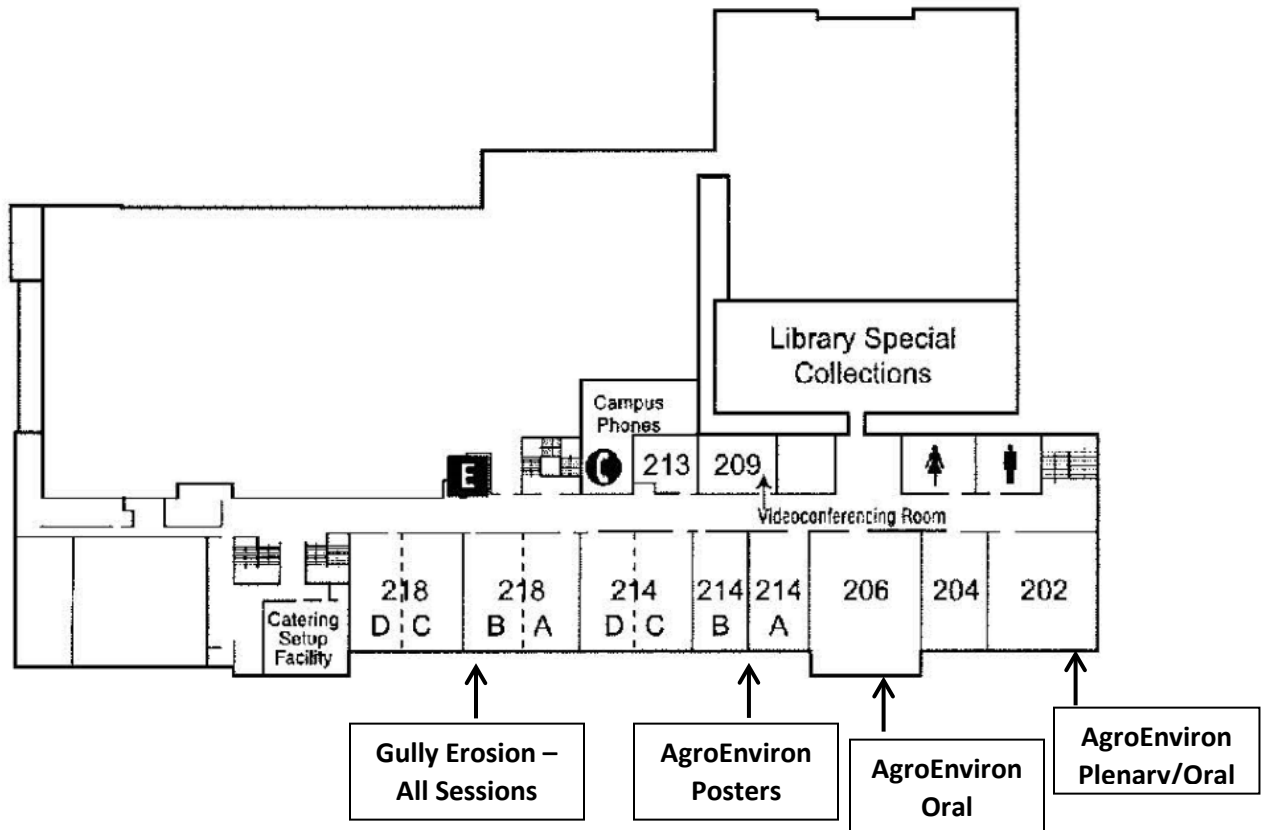 Library Special
Collections
Campus
Phones
E
213
209
Videoconferencing Room
218
D C
218
B A
214
D C
214
B
214
A
206
204
202
Catering
Setup
Facility
Gully Erosion –
All Sessions
AgroEnviron
Posters
AgroEnviron
Oral
AgroEnviron
Plenarv/Oral